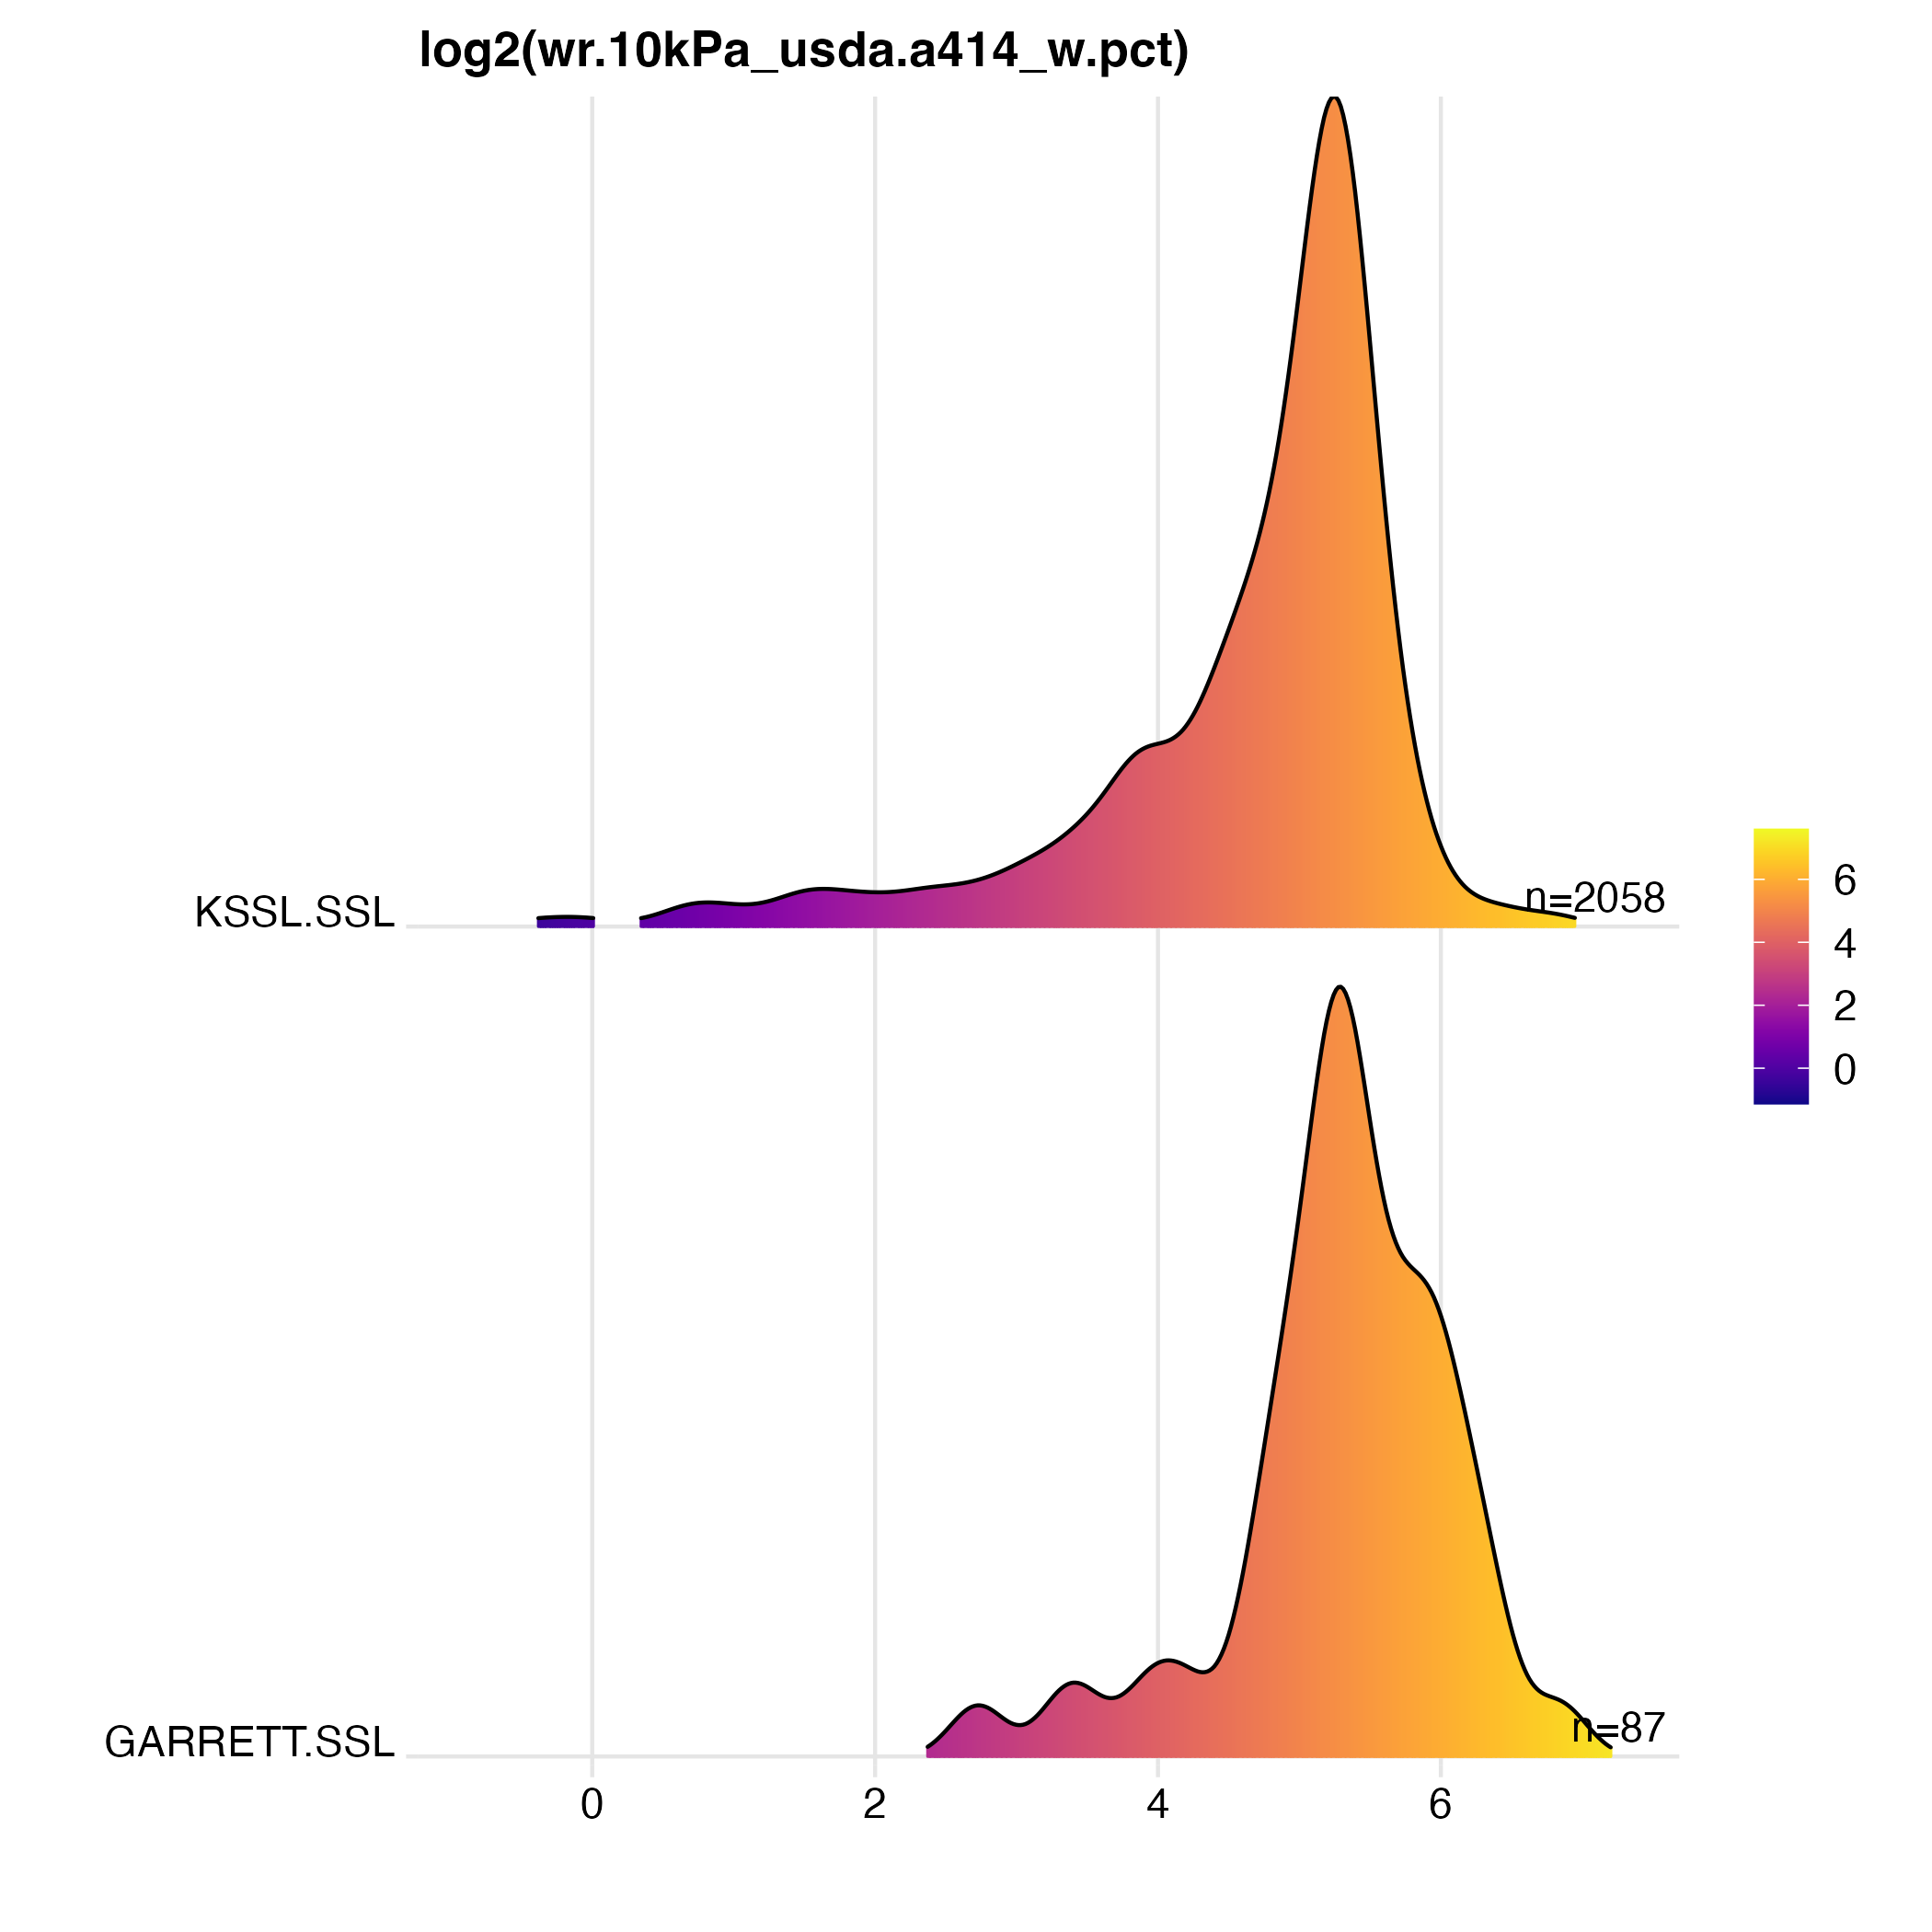 log2(wr.10kPa_usda.a414_w.pct)
KSSL.SSL
n=2058
6
4
2
0
GARRETT.SSL
n=87
0 2 4 6